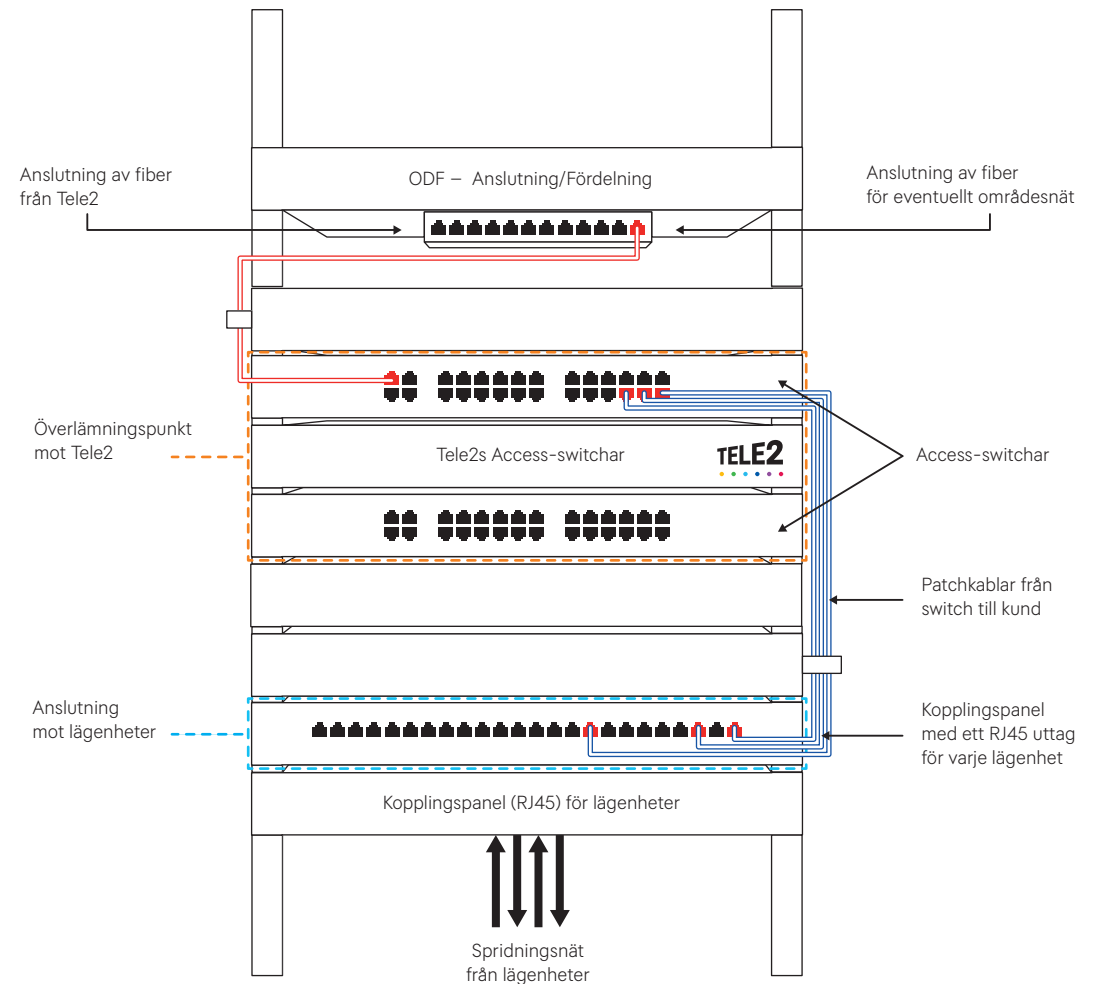 Anslutning av fiber
från Tele2
ODF – Anslutning/Fördelning
Anslutning av fiber
för eventuellt områdesnät
Överlämningspunkt
mot Tele2
Tele2s Access-switchar
TELE2
Access-switchar
Patchkablar från
switch till kund
Anslutning
mot lägenheter
Kopplingspanel
med ett RJ45 uttag
för varje lägenhet
Kopplingspanel (RJ45) för lägenheter
Spridningsnät
från lägenheter